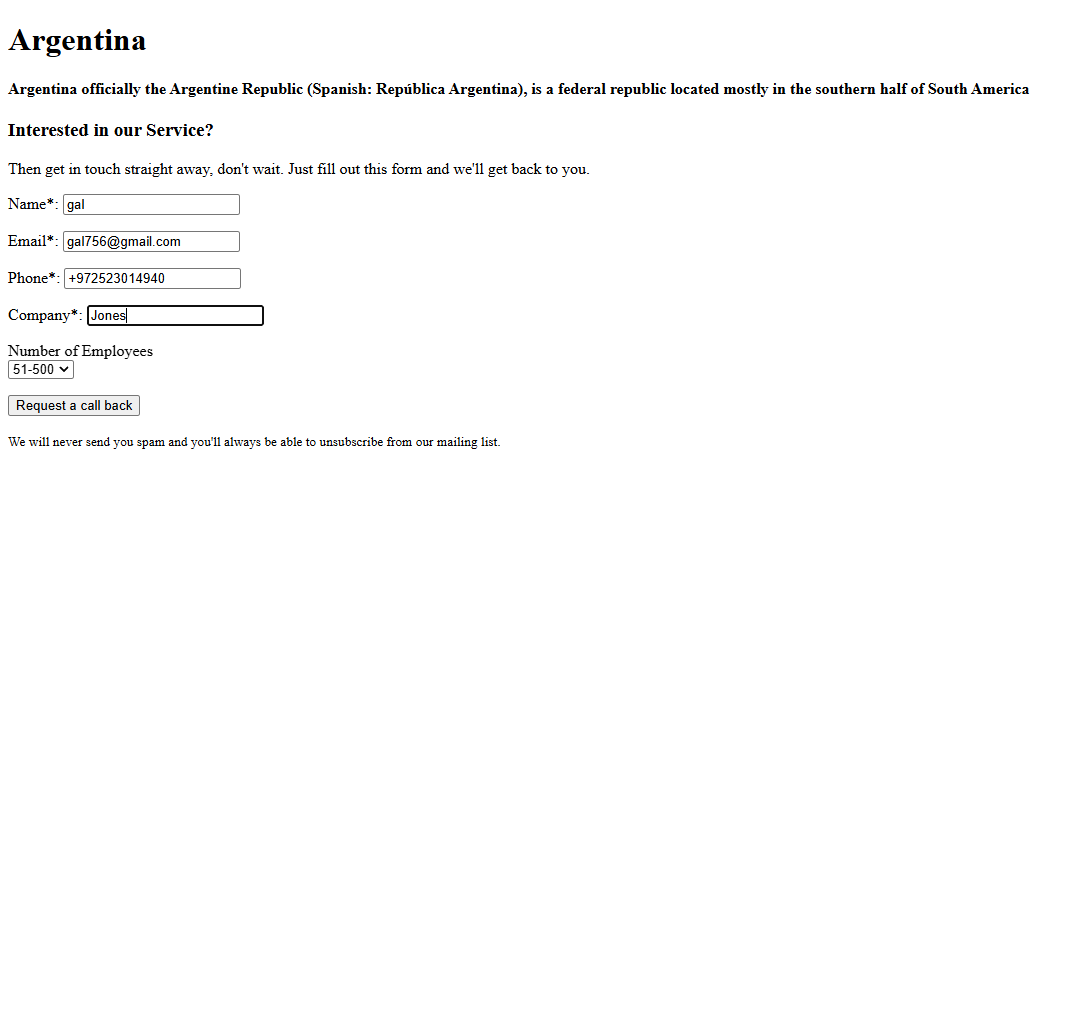 Argentina
Argentina officially the Argentine Republic (Spanish: República Argentina), is a federal republic located mostly in the southern half of South America
Interested in our Service?
Then get in touch straight away, don't wait. Just fill out this form and we'll get back to you.
Name*: gal
Email*: gal756@gmail.com
Phone*: +972523014940
Company*: Jones
Number of Employees
51-500
Request a call back
We will never send you spam and you'll always be able to unsubscribe from our mailing list.